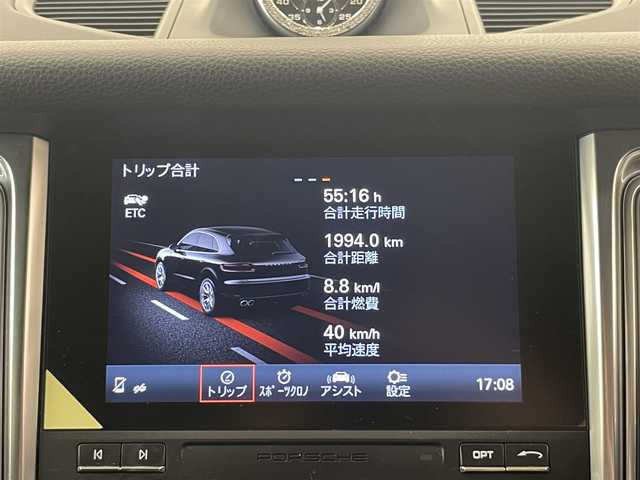 トリップ合計
ETC
55:16 h
合計走行時間
1994.0 km
合計距離
8.8 km/l
合計燃費
40 km/h
平均速度
トリップ
ｽﾎﾟｰﾂクロノ
アシスト
設定
17:08
PORSCHE
OPT